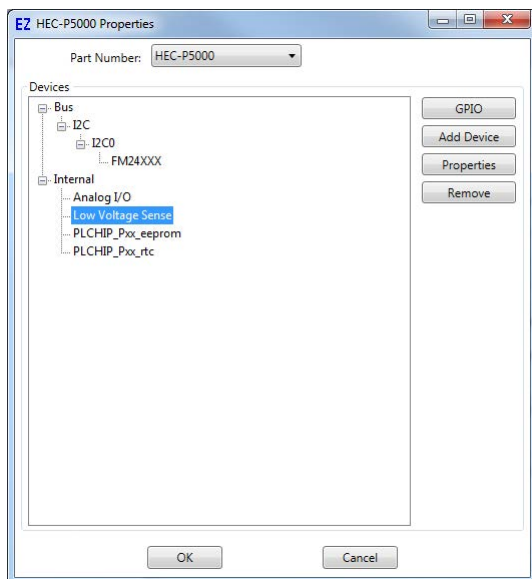 EZ HEC-P5000 Properties
Part Number: HEC-P5000
Devices
Bus
I2C
I2C0
FM24XXX
Internal
Analog I/O
Low Voltage Sense
PLCHIP_Pxx_eeprom
PLCHIP_Pxx_rtc
GPIO
Add Device
Properties
Remove
OK Cancel